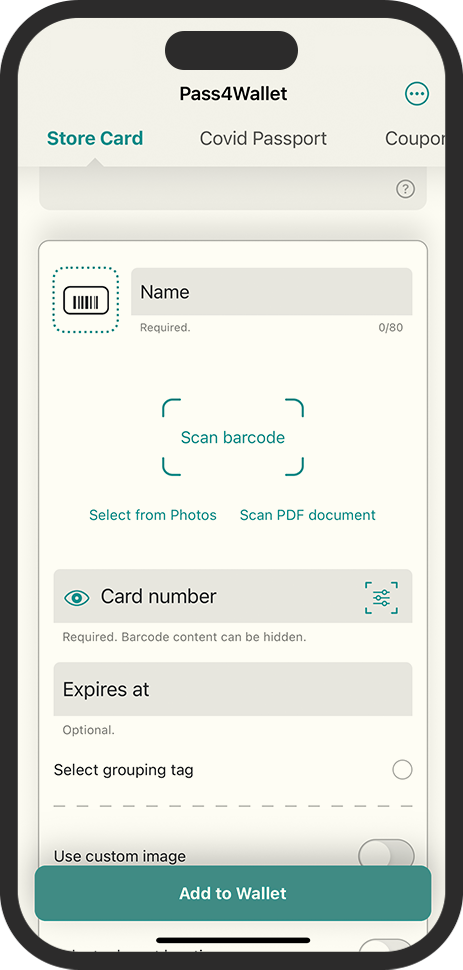 Pass4Wallet
Store Card Covid Passport Coupon
?
Name
Required. 0/80
Scan barcode
Select from Photos Scan PDF document
Card number
Required. Barcode content can be hidden.
Expires at
Optional.
Select grouping tag
Use custom image
Add to Wallet